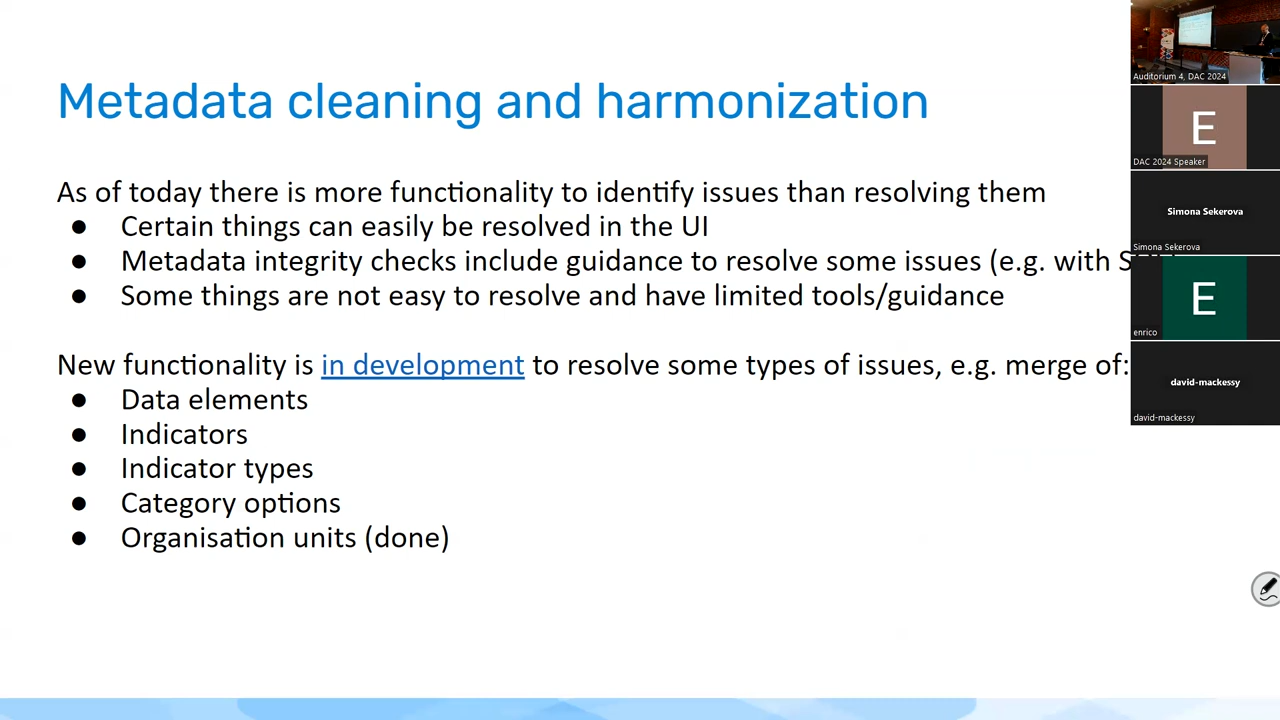 Metadata cleaning and harmonization
As of today there is more functionality to identify issues than resolving them
● Certain things can easily be resolved in the UI
● Metadata integrity checks include guidance to resolve some issues (e.g. with
● Some things are not easy to resolve and have limited tools/guidance
New functionality is in development to resolve some types of issues, e.g. merge of:
● Data elements
● Indicators
● Indicator types
● Category options
● Organisation units (done)
Auditorium 4, DAC 2024
E
DAC 2024 Speaker
Simona Sekerova
Simona Sekerova
E
enrico
david-mackessy
david-mackessy